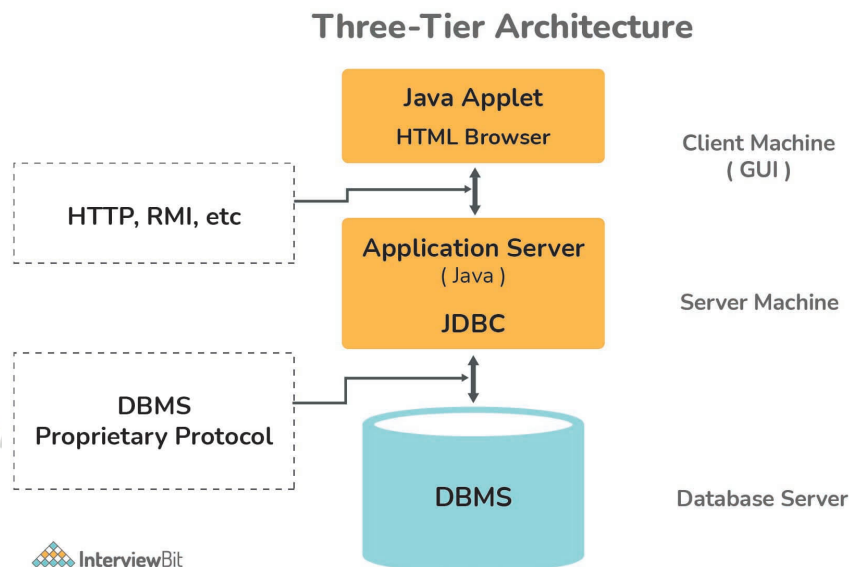 Three-Tier Architecture
Java Applet
HTML Browser
Client Machine
( GUI )
HTTP, RMI, etc
Application Server
( Java )
JDBC
Server Machine
DBMS
Proprietary Protocol
DBMS
Database Server
InterviewBit